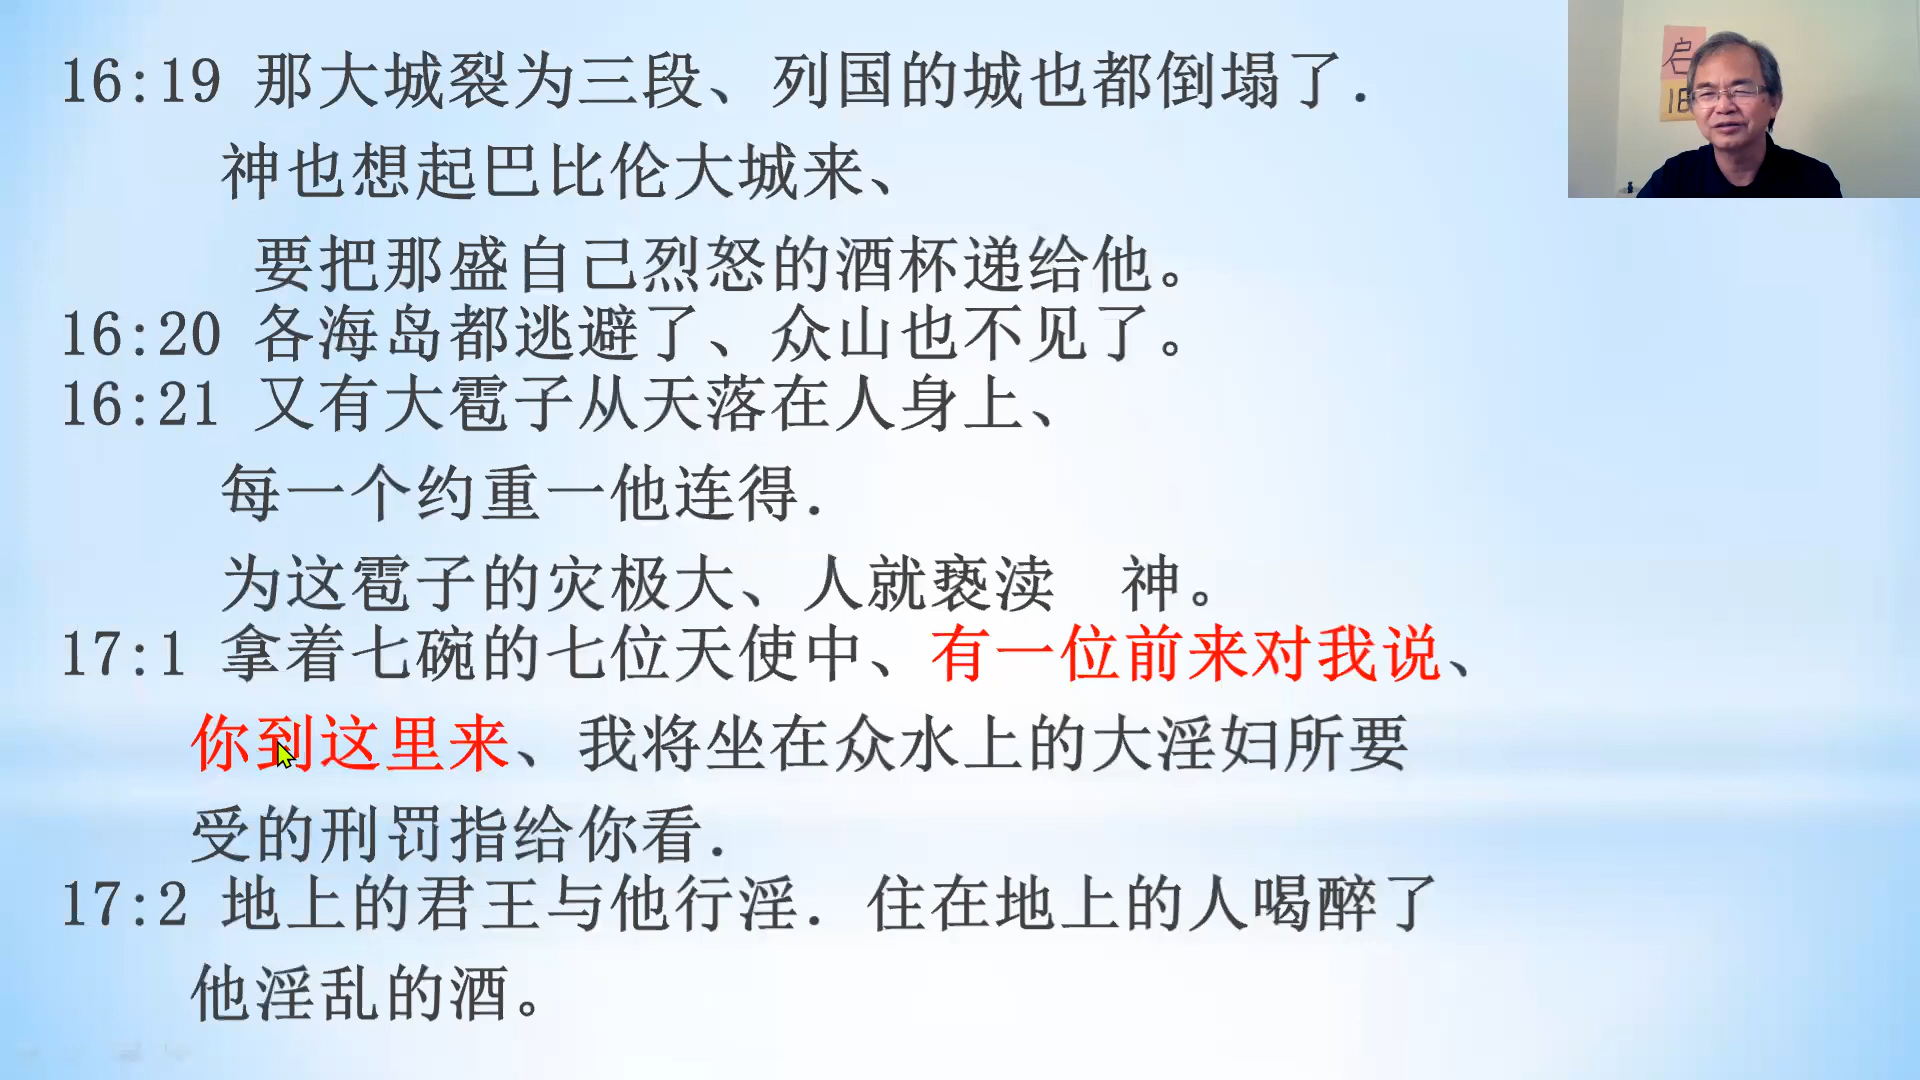 16:19 那大城裂为三段、列国的城也都倒塌了．
神也想起巴比伦大城来、
要把那盛自己烈怒的酒杯递给他。
16:20 各海岛都逃避了、众山也不见了。
16:21 又有大雹子从天落在人身上、
每一个约重一他连得．
为这雹子的灾极大、人就亵渎　神。
17:1 拿着七碗的七位天使中、有一位前来对我说、
你到这里来、我将坐在众水上的大淫妇所要
受的刑罚指给你看．
17:2 地上的君王与他行淫．住在地上的人喝醉了
他淫乱的酒。
启